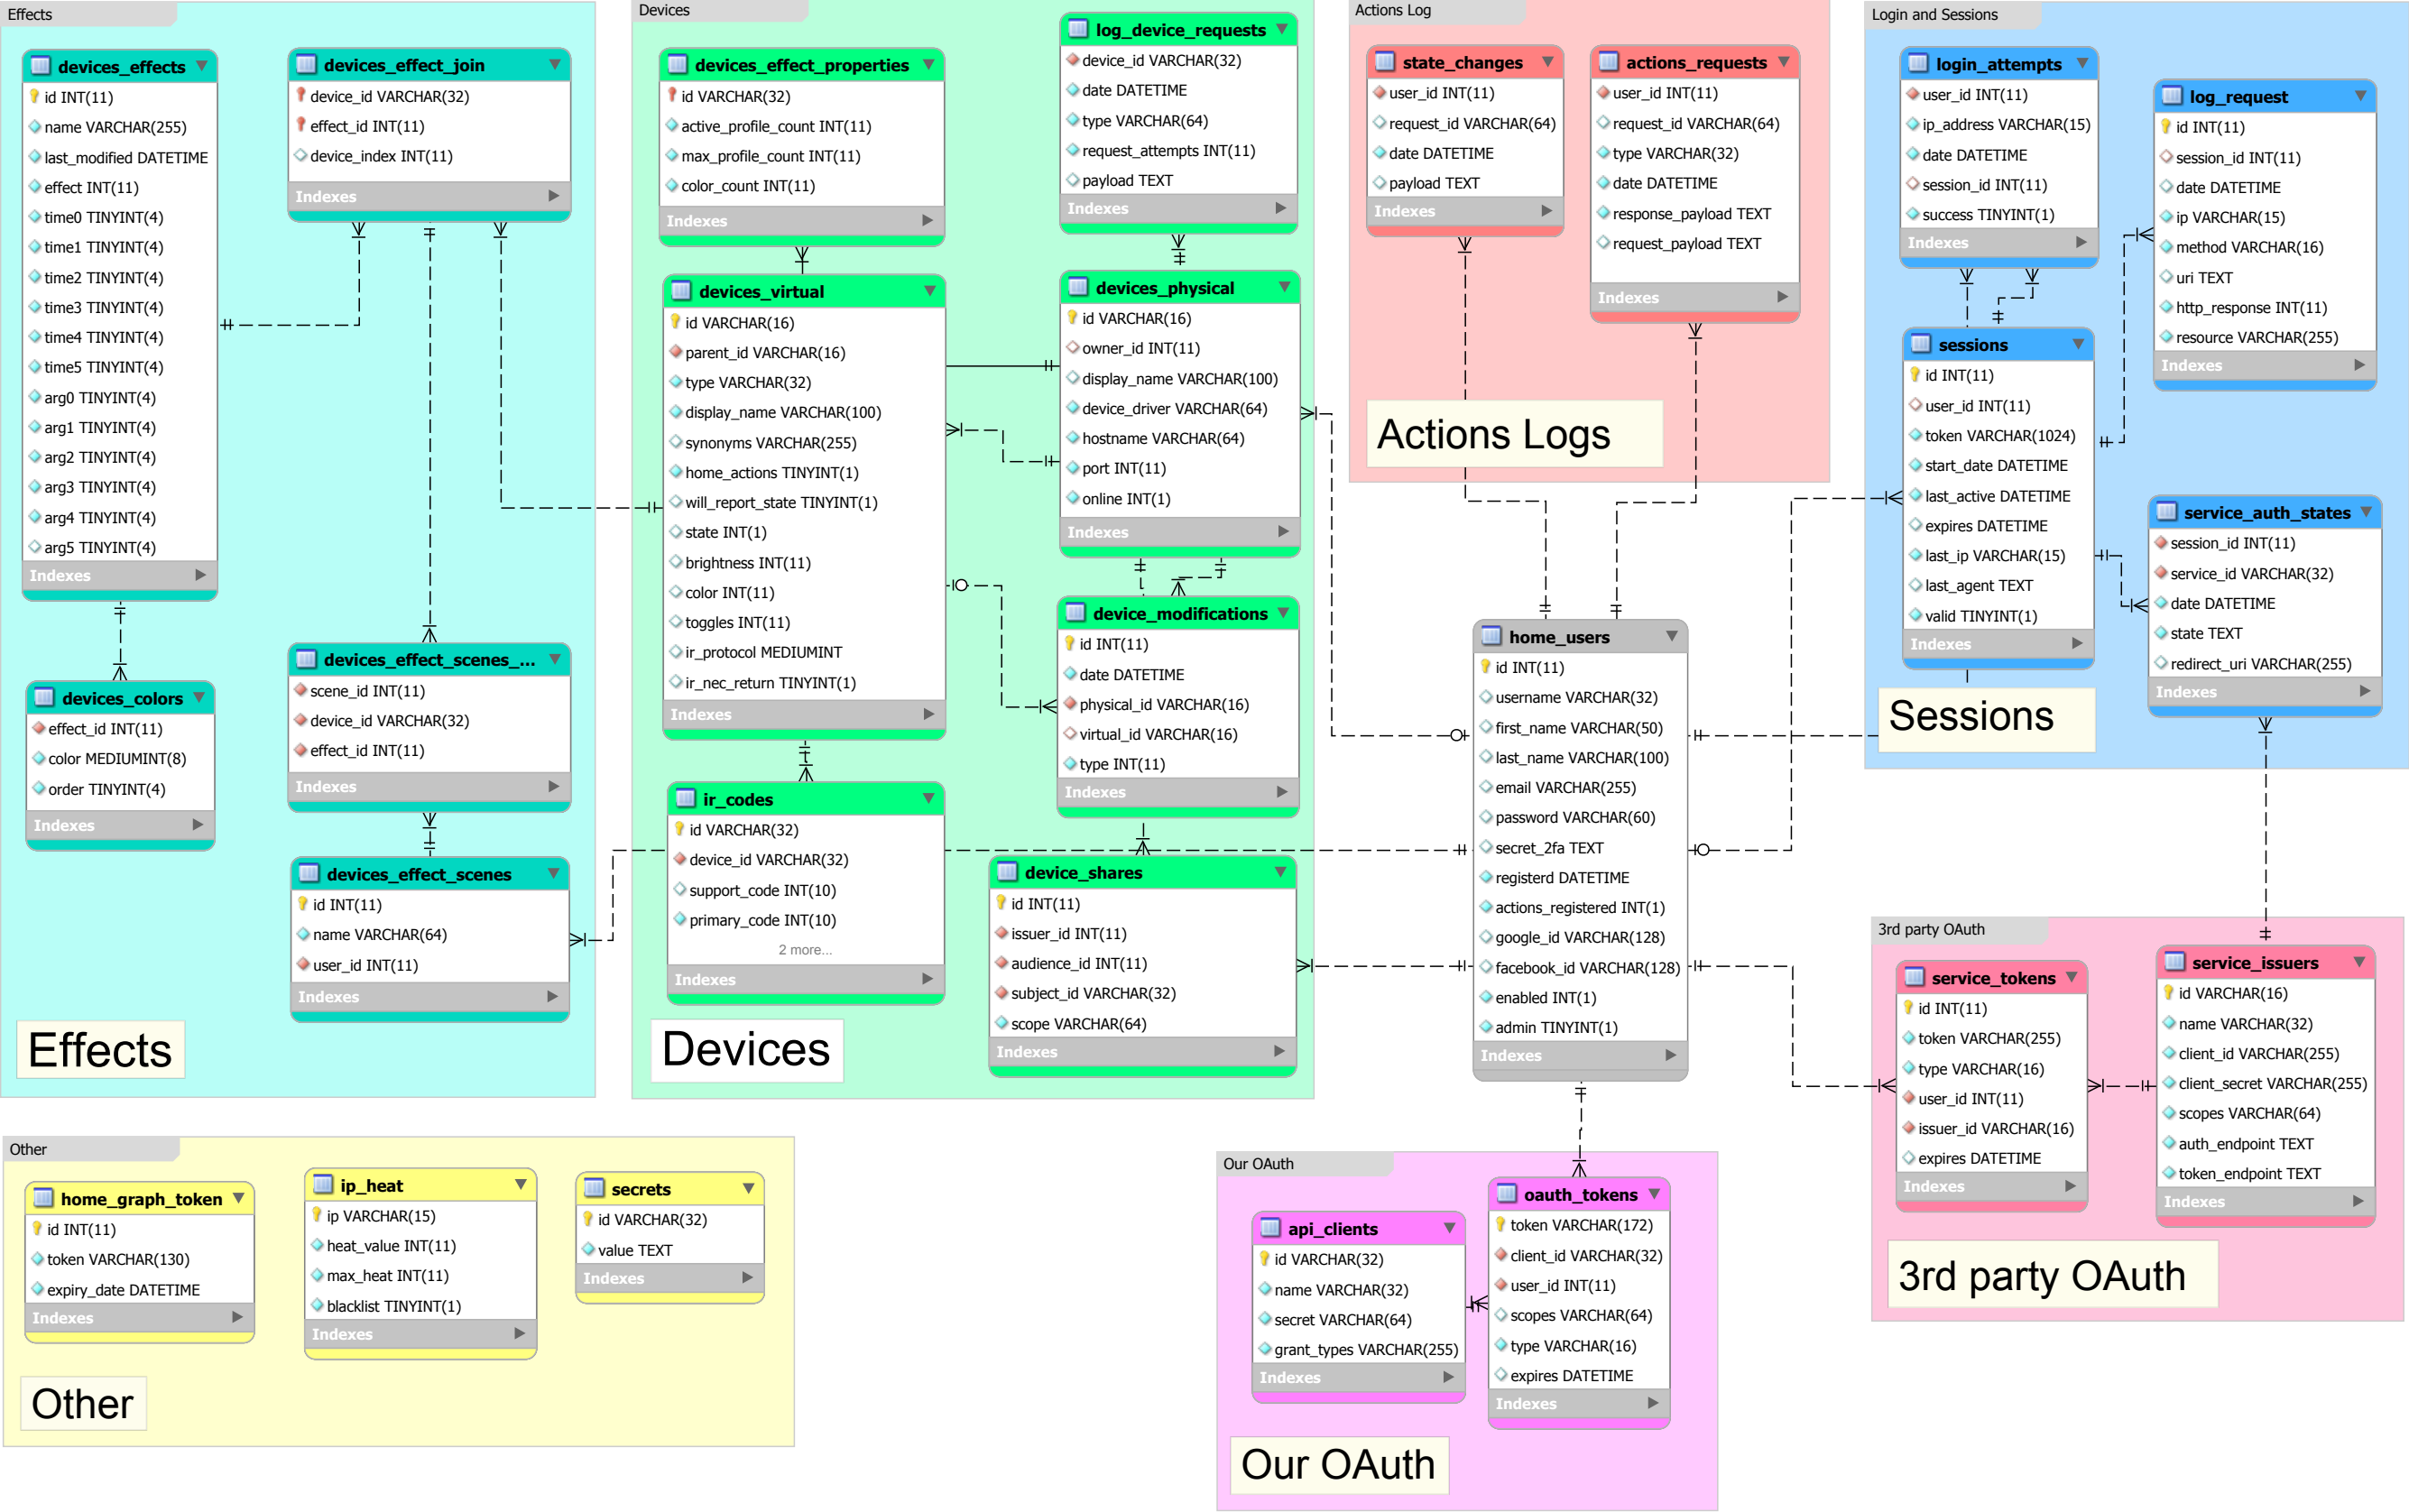 Effects
devices_effects
id INT(11)
name VARCHAR(255)
last_modified DATETIME
effect INT(11)
time0 TINYINT(4)
time1 TINYINT(4)
time2 TINYINT(4)
time3 TINYINT(4)
time4 TINYINT(4)
time5 TINYINT(4)
arg0 TINYINT(4)
arg1 TINYINT(4)
arg2 TINYINT(4)
arg3 TINYINT(4)
arg4 TINYINT(4)
arg5 TINYINT(4)
Indexes
devices_effect_join
device_id VARCHAR(32)
effect_id INT(11)
device_index INT(11)
Indexes
devices_colors
effect_id INT(11)
color MEDIUMINT(8)
order TINYINT(4)
Indexes
devices_effect_scenes_...
scene_id INT(11)
device_id VARCHAR(32)
effect_id INT(11)
Indexes
devices_effect_scenes
id INT(11)
name VARCHAR(64)
user_id INT(11)
Indexes
Effects
Devices
devices_effect_properties
id VARCHAR(32)
active_profile_count INT(11)
max_profile_count INT(11)
color_count INT(11)
Indexes
log_device_requests
device_id VARCHAR(32)
date DATETIME
type VARCHAR(64)
request_attempts INT(11)
payload TEXT
Indexes
devices_virtual
id VARCHAR(16)
parent_id VARCHAR(16)
type VARCHAR(32)
display_name VARCHAR(100)
synonyms VARCHAR(255)
home_actions TINYINT(1)
will_report_state TINYINT(1)
state INT(1)
brightness INT(11)
color INT(11)
toggles INT(11)
ir_protocol MEDIUMINT
ir_nec_return TINYINT(1)
Indexes
devices_physical
id VARCHAR(16)
owner_id INT(11)
display_name VARCHAR(100)
device_driver VARCHAR(64)
hostname VARCHAR(64)
port INT(11)
online INT(1)
Indexes
device_modifications
id INT(11)
date DATETIME
physical_id VARCHAR(16)
virtual_id VARCHAR(16)
type INT(11)
Indexes
ir_codes
id VARCHAR(32)
device_id VARCHAR(32)
support_code INT(10)
primary_code INT(10)
2 more...
Indexes
device_shares
id INT(11)
issuer_id INT(11)
audience_id INT(11)
subject_id VARCHAR(32)
scope VARCHAR(64)
Indexes
Devices
Actions Log
state_changes
user_id INT(11)
request_id VARCHAR(64)
date DATETIME
payload TEXT
Indexes
actions_requests
user_id INT(11)
request_id VARCHAR(64)
type VARCHAR(32)
date DATETIME
response_payload TEXT
request_payload TEXT
Indexes
Actions Logs
home_users
id INT(11)
username VARCHAR(32)
first_name VARCHAR(50)
last_name VARCHAR(100)
email VARCHAR(255)
password VARCHAR(60)
secret_2fa TEXT
registerd DATETIME
actions_registered INT(1)
google_id VARCHAR(128)
facebook_id VARCHAR(128)
enabled INT(1)
admin TINYINT(1)
Indexes
Login and Sessions
login_attempts
user_id INT(11)
ip_address VARCHAR(15)
date DATETIME
session_id INT(11)
success TINYINT(1)
Indexes
log_request
id INT(11)
session_id INT(11)
date DATETIME
ip VARCHAR(15)
method VARCHAR(16)
uri TEXT
http_response INT(11)
resource VARCHAR(255)
Indexes
sessions
id INT(11)
user_id INT(11)
token VARCHAR(1024)
start_date DATETIME
last_active DATETIME
expires DATETIME
last_ip VARCHAR(15)
last_agent TEXT
valid TINYINT(1)
Indexes
service_auth_states
session_id INT(11)
service_id VARCHAR(32)
date DATETIME
state TEXT
redirect_uri VARCHAR(255)
Indexes
Sessions
3rd party OAuth
service_tokens
id INT(11)
token VARCHAR(255)
type VARCHAR(16)
user_id INT(11)
issuer_id VARCHAR(16)
expires DATETIME
Indexes
service_issuers
id VARCHAR(16)
name VARCHAR(32)
client_id VARCHAR(255)
client_secret VARCHAR(255)
scopes VARCHAR(64)
auth_endpoint TEXT
token_endpoint TEXT
Indexes
3rd party OAuth
Other
home_graph_token
id INT(11)
token VARCHAR(130)
expiry_date DATETIME
Indexes
ip_heat
ip VARCHAR(15)
heat_value INT(11)
max_heat INT(11)
blacklist TINYINT(1)
Indexes
secrets
id VARCHAR(32)
value TEXT
Indexes
Other
Our OAuth
api_clients
id VARCHAR(32)
name VARCHAR(32)
secret VARCHAR(64)
grant_types VARCHAR(255)
Indexes
oauth_tokens
token VARCHAR(172)
client_id VARCHAR(32)
user_id INT(11)
scopes VARCHAR(64)
type VARCHAR(16)
expires DATETIME
Indexes
Our OAuth